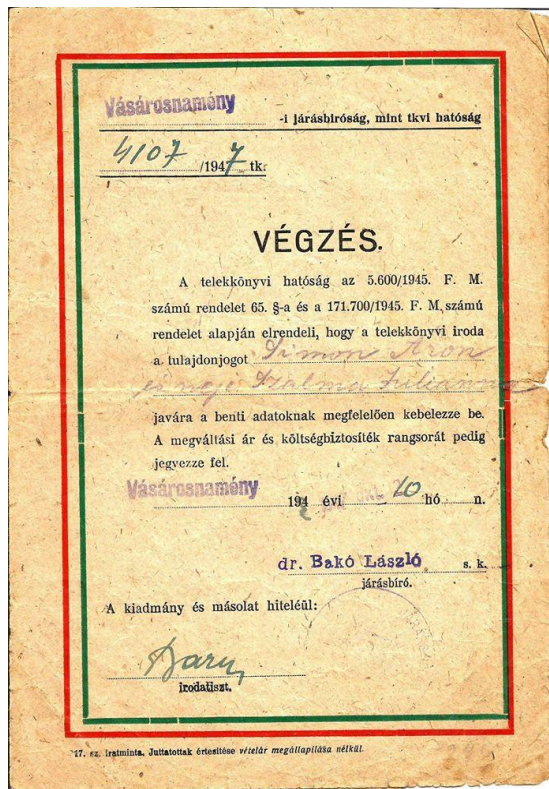 Vásárosnamény -i járásbiróság, mint tkvi hatóság
4107/1947 tk.
VÉGZÉS.
A telekkönyvi hatóság az 5.600/1945. F. M.
számú rendelet 65. §-a és a 171.700/1945. F. M. számú
rendelet alapján elrendeli, hogy a telekkönyvi iroda
a tulajdonjogot Simon Áron
és neje Szalma Julianna
javára a benti adatoknak megfelelően kebelezze be.
A megváltási ár és költségbiztosíték rangsorát pedig
jegyezze fel.
Vásárosnamény 194 évi 10 hó n.
dr. Bakó László s. k.
járásbíró.
A kiadmány és másolat hiteléül:
irodatiszt.
17. sz. Iratminta. Juttatottak értesítése vételár megállapítása nélkül.